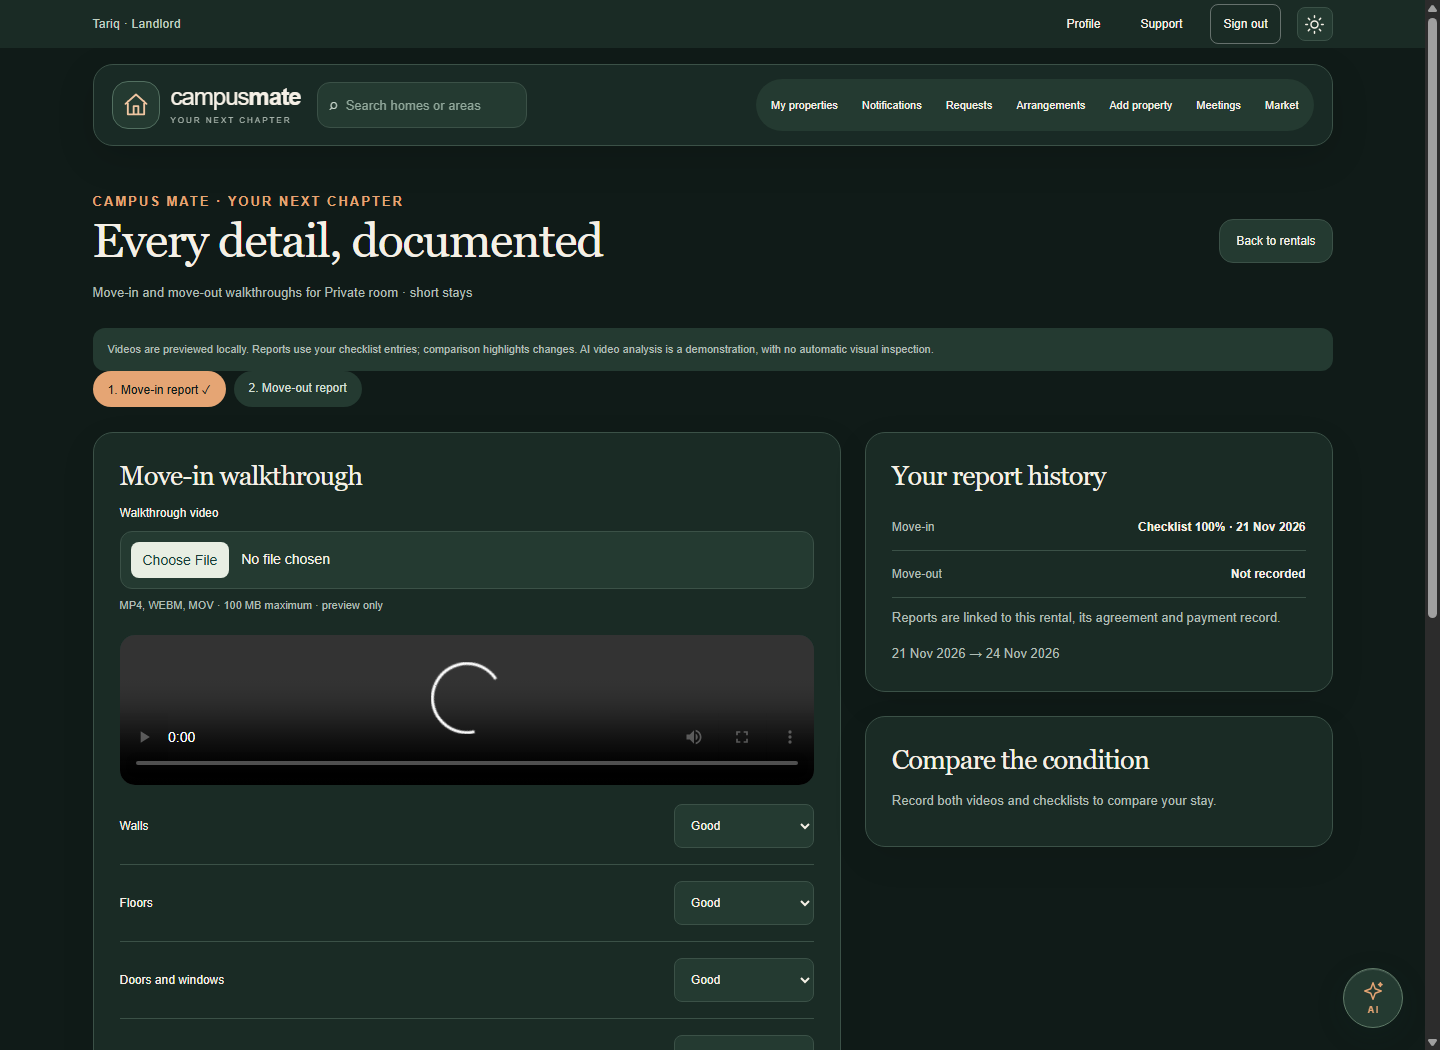 Tariq · Landlord
Profile
Support
Sign out
campusmate
YOUR NEXT CHAPTER
Search homes or areas
My properties
Notifications
Requests
Arrangements
Add property
Meetings
Market
CAMPUS MATE · YOUR NEXT CHAPTER
Every detail, documented
Back to rentals
Move-in and move-out walkthroughs for Private room · short stays
Videos are previewed locally. Reports use your checklist entries; comparison highlights changes. AI video analysis is a demonstration, with no automatic visual inspection.
1. Move-in report ✓
2. Move-out report
Move-in walkthrough
Walkthrough video
Choose File No file chosen
MP4, WEBM, MOV · 100 MB maximum · preview only
0:00
Walls
Good
Floors
Good
Doors and windows
Good
Your report history
Move-in
Checklist 100% · 21 Nov 2026
Move-out
Not recorded
Reports are linked to this rental, its agreement and payment record.
21 Nov 2026 → 24 Nov 2026
Compare the condition
Record both videos and checklists to compare your stay.
AI